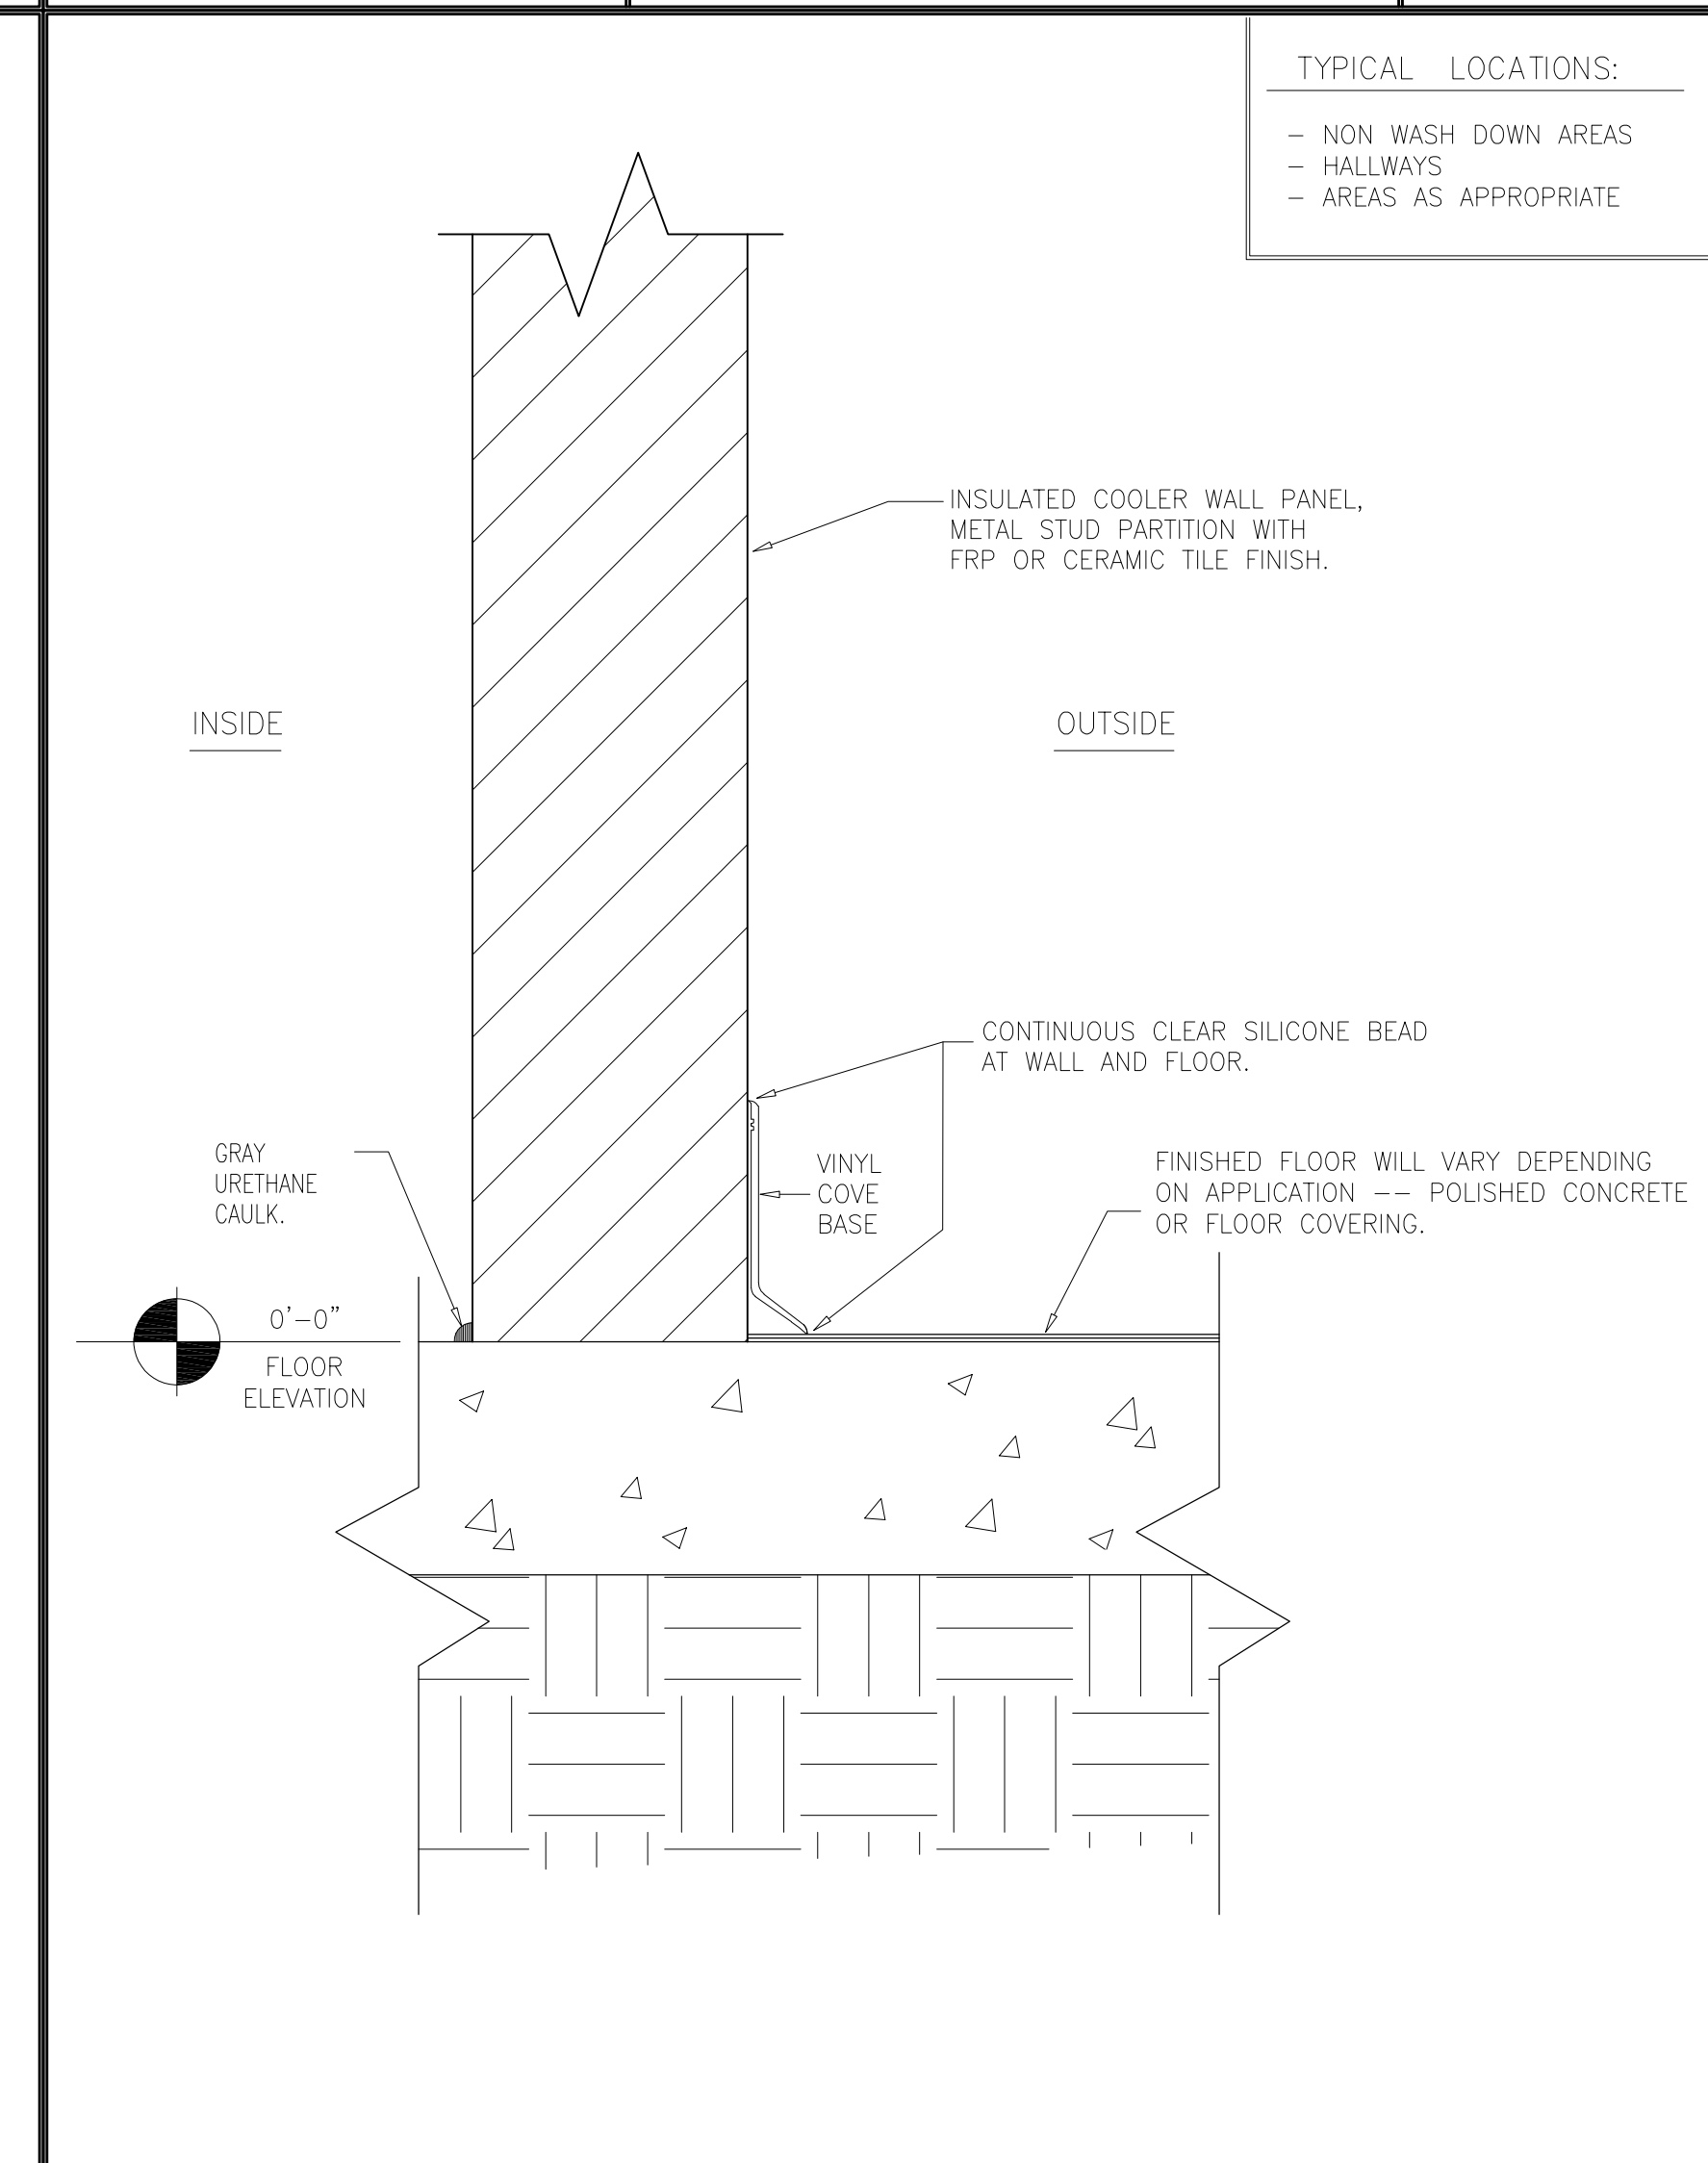 TYPICAL LOCATIONS:
- NON WASH DOWN AREAS
- HALLWAYS
- AREAS AS APPROPRIATE
INSULATED COOLER WALL PANEL,
METAL STUD PARTITION WITH
FRP OR CERAMIC TILE FINISH.
INSIDE
OUTSIDE
CONTINUOUS CLEAR SILICONE BEAD
AT WALL AND FLOOR.
GRAY
URETHANE
CAULK.
VINYL
COVE
BASE
FINISHED FLOOR WILL VARY DEPENDING
ON APPLICATION -- POLISHED CONCRETE
OR FLOOR COVERING.
0'-0"
FLOOR
ELEVATION